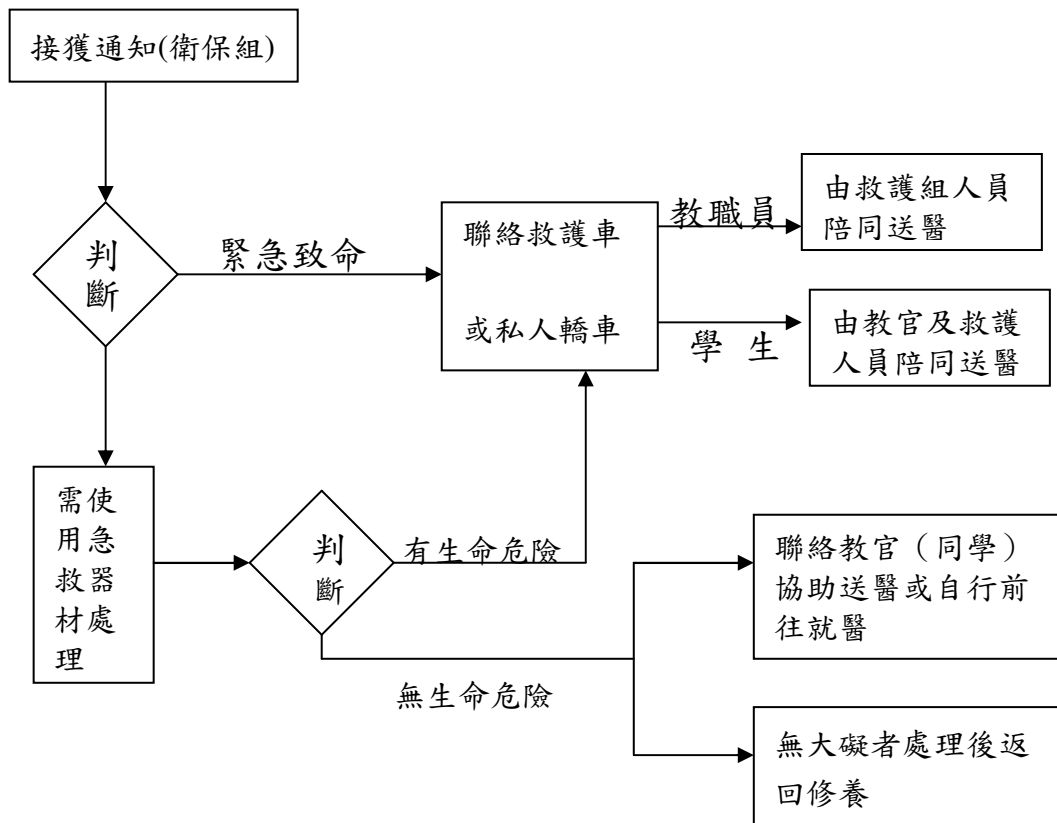 接獲通知(衛保組)
判
斷
緊急致命
聯絡救護車
或私人轎車
教職員
由救護組人員
陪同送醫
學 生
由教官及救護
人員陪同送醫
需使
用急
救器
材處
理
判
斷
有生命危險
無生命危險
聯絡教官（同學）
協助送醫或自行前
往就醫
無大礙者處理後返
回修養